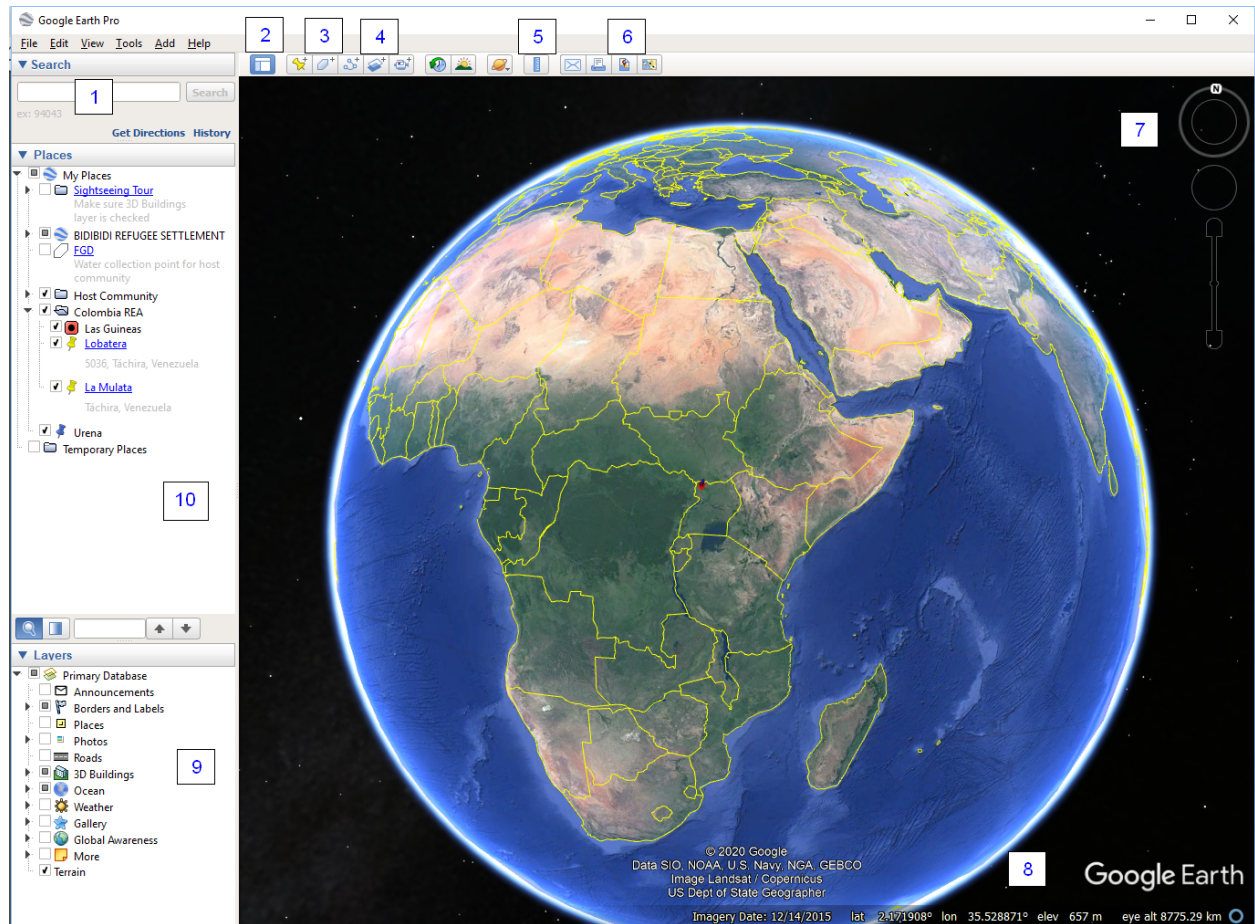 Google Earth Pro
File Edit View Tools Add Help
2 3 4 5 6
▼ Search
1
Search
ex: 94043
Get Directions History
7
N
▼ Places
My Places
Sightseeing Tour
Make sure 3D Buildings
layer is checked
BIDIBIDI REFUGEE SETTLEMENT
FGD
Water collection point for host
community
Host Community
Colombia REA
Las Guineas
Lobatera
5036, Táchira, Venezuela
La Mulata
Táchira, Venezuela
Urena
Temporary Places
10
▼ Layers
Primary Database
Announcements
Borders and Labels
Places
Photos
Roads
9
3D Buildings
Ocean
Weather
Gallery
Global Awareness
More
Terrain
© 2020 Google
Data SIO, NOAA, U.S. Navy, NGA, GEBCO
Image Landsat / Copernicus
US Dept of State Geographer
8
Google Earth
Imagery Date: 12/14/2015 lat 2.171908° lon 35.528871° elev 657 m eye alt 8775.29 km